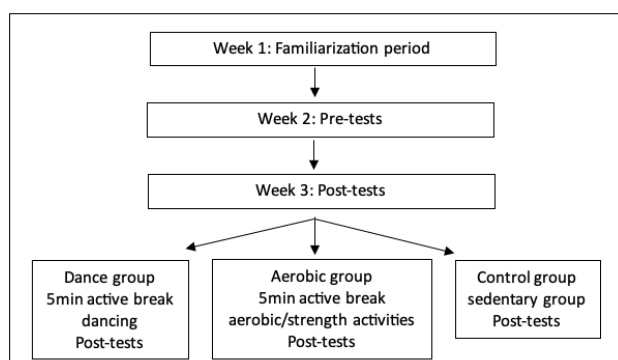 Week 1: Familiarization period
Week 2: Pre-tests
Week 3: Post-tests
Dance group
5min active break
dancing
Post-tests
Aerobic group
5min active break
aerobic/strength activities
Post-tests
Control group
sedentary group
Post-tests